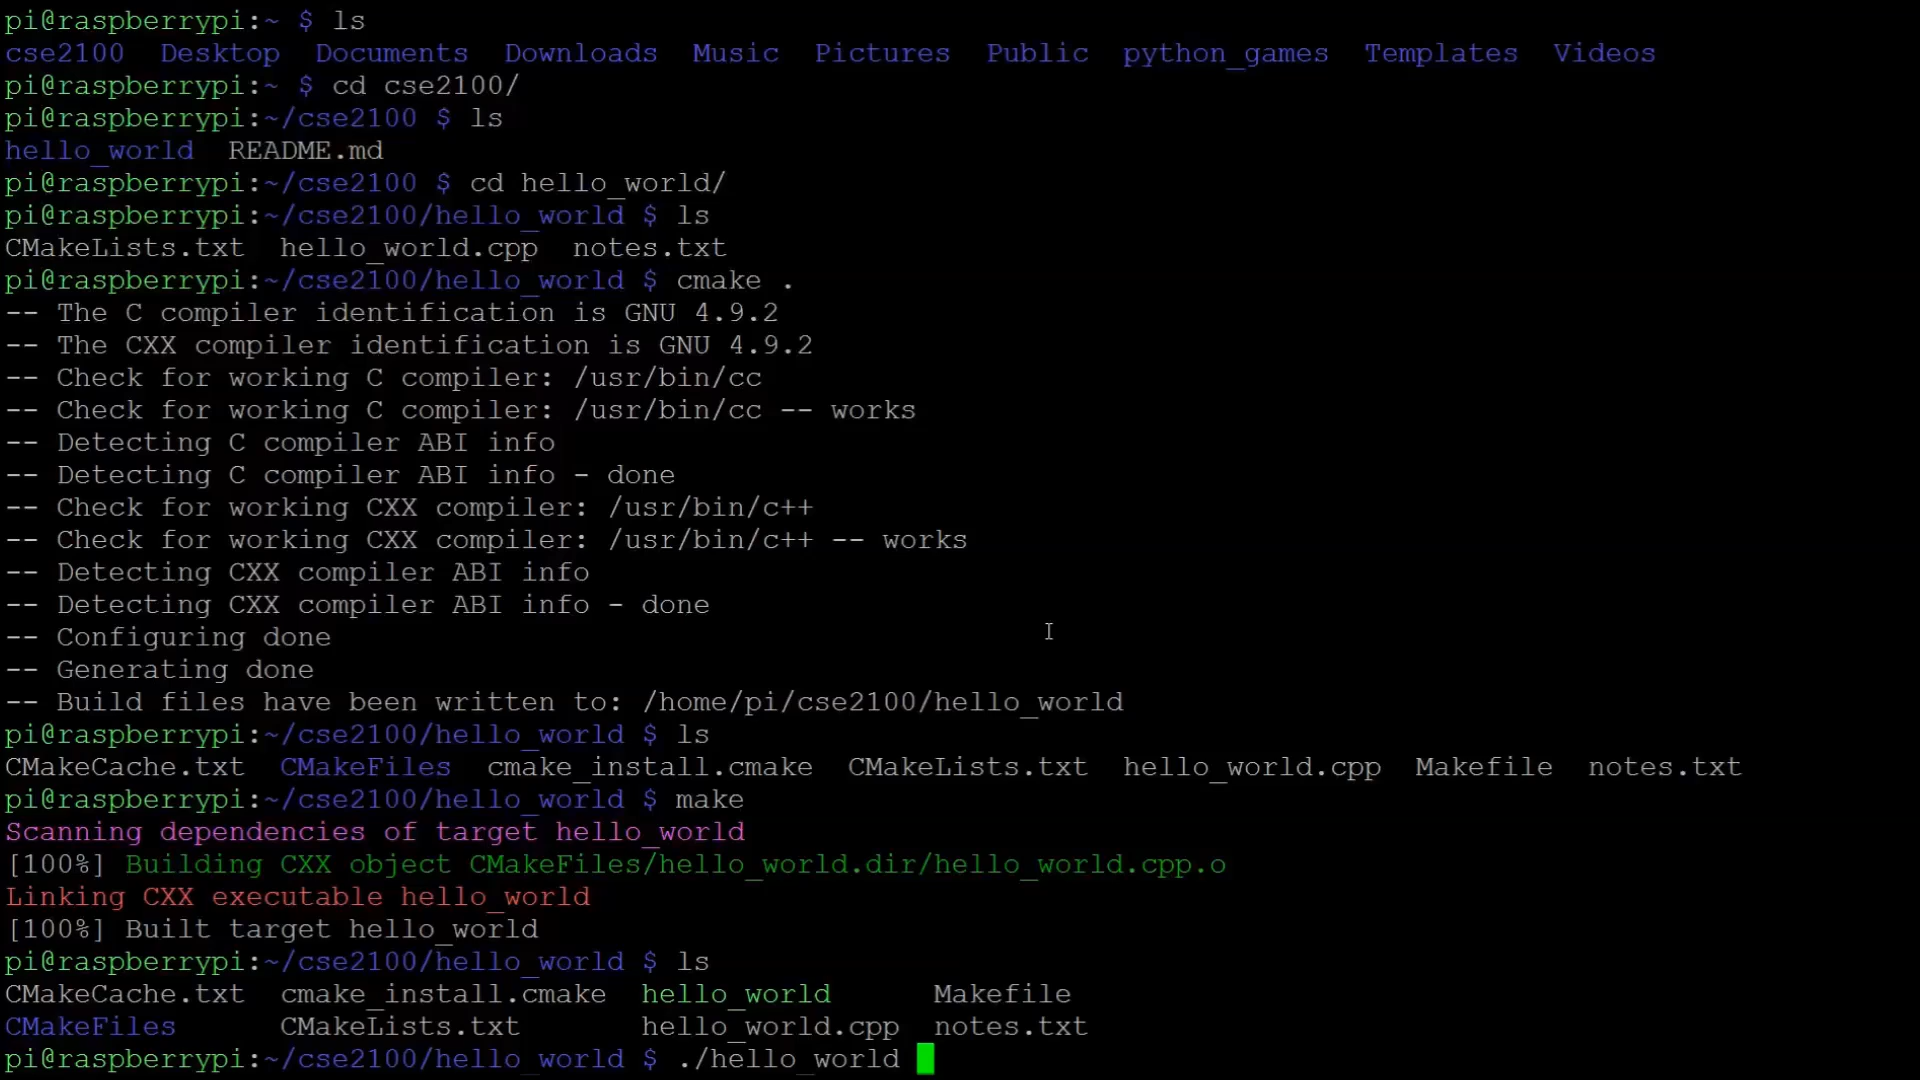 pi@raspberrypi:~ $ ls
cse2100  Desktop  Documents  Downloads  Music  Pictures  Public  python_games  Templates  Videos
pi@raspberrypi:~ $ cd cse2100/
pi@raspberrypi:~/cse2100 $ ls
hello_world  README.md
pi@raspberrypi:~/cse2100 $ cd hello_world/
pi@raspberrypi:~/cse2100/hello_world $ ls
CMakeLists.txt  hello_world.cpp  notes.txt
pi@raspberrypi:~/cse2100/hello_world $ cmake .
-- The C compiler identification is GNU 4.9.2
-- The CXX compiler identification is GNU 4.9.2
-- Check for working C compiler: /usr/bin/cc
-- Check for working C compiler: /usr/bin/cc -- works
-- Detecting C compiler ABI info
-- Detecting C compiler ABI info - done
-- Check for working CXX compiler: /usr/bin/c++
-- Check for working CXX compiler: /usr/bin/c++ -- works
-- Detecting CXX compiler ABI info
-- Detecting CXX compiler ABI info - done
-- Configuring done
-- Generating done
-- Build files have been written to: /home/pi/cse2100/hello_world
pi@raspberrypi:~/cse2100/hello_world $ ls
CMakeCache.txt  CMakeFiles  cmake_install.cmake  CMakeLists.txt  hello_world.cpp  Makefile  notes.txt
pi@raspberrypi:~/cse2100/hello_world $ make
Scanning dependencies of target hello_world
[100%] Building CXX object CMakeFiles/hello_world.dir/hello_world.cpp.o
Linking CXX executable hello_world
[100%] Built target hello_world
pi@raspberrypi:~/cse2100/hello_world $ ls
CMakeCache.txt  cmake_install.cmake  hello_world      Makefile
CMakeFiles      CMakeLists.txt       hello_world.cpp  notes.txt
pi@raspberrypi:~/cse2100/hello_world $ ./hello_world